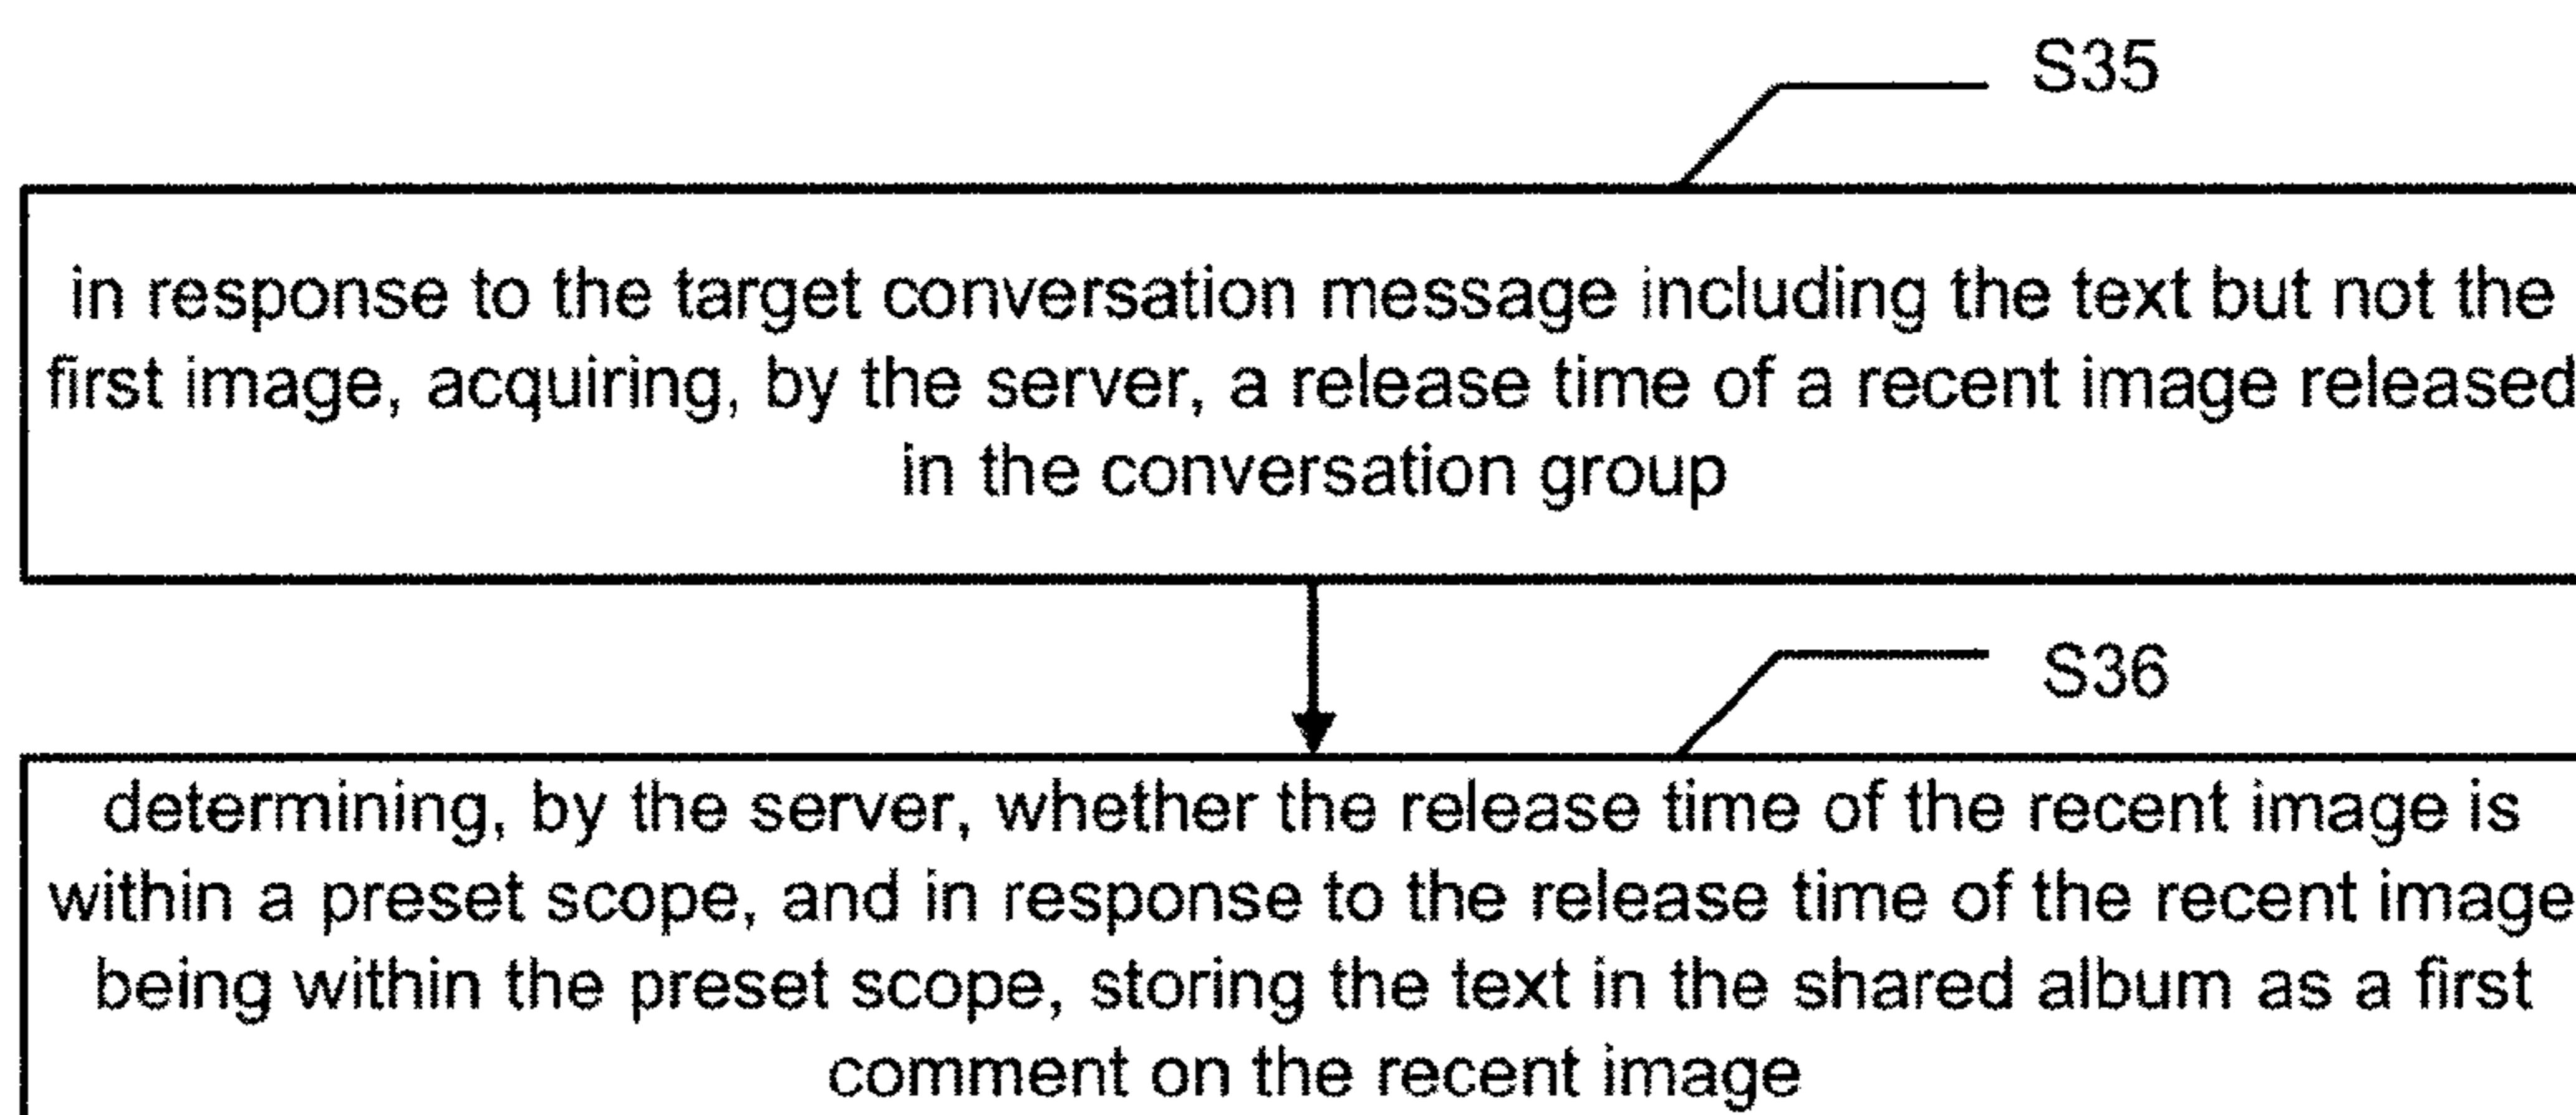 S35
in response to the target conversation message including the text but not the
first image, acquiring, by the server, a release time of a recent image released
in the conversation group
S36
determining, by the server, whether the release time of the recent image is
within a preset scope, and in response to the release time of the recent image
being within the preset scope, storing the text in the shared album as a first
comment on the recent image